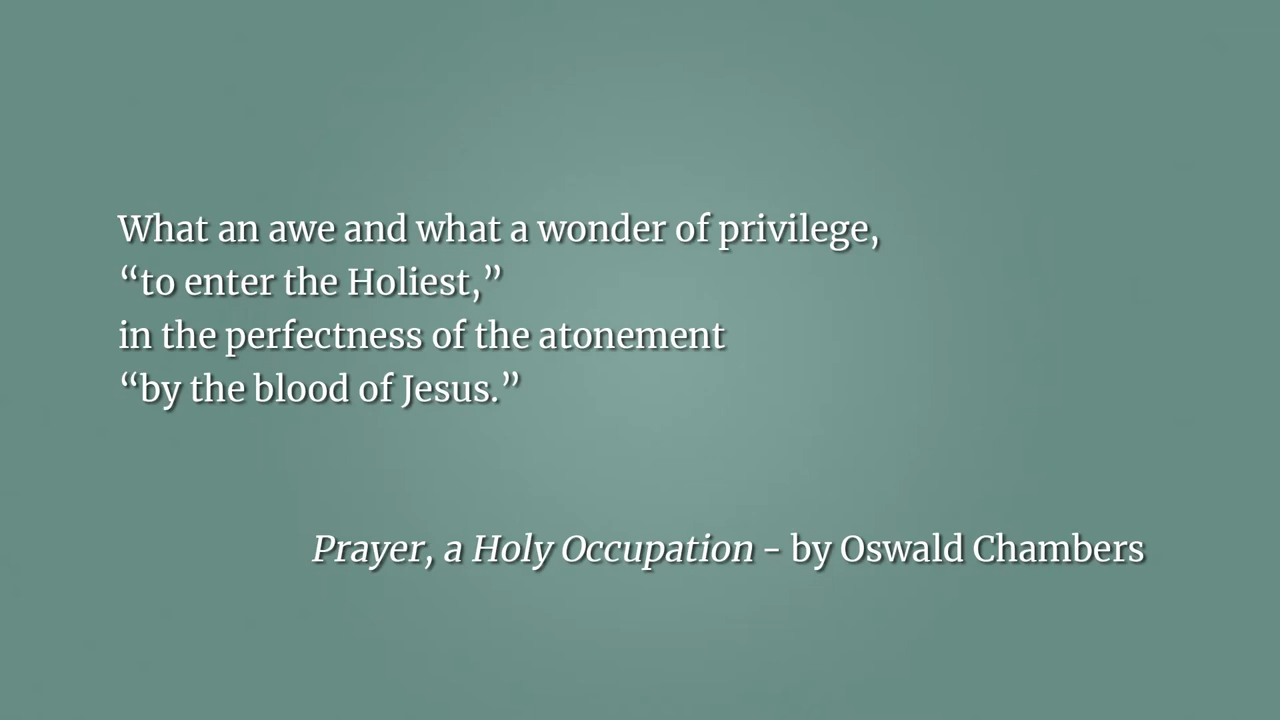 What an awe and what a wonder of privilege,
“to enter the Holiest,”
in the perfectness of the atonement
“by the blood of Jesus.”
Prayer, a Holy Occupation - by Oswald Chambers